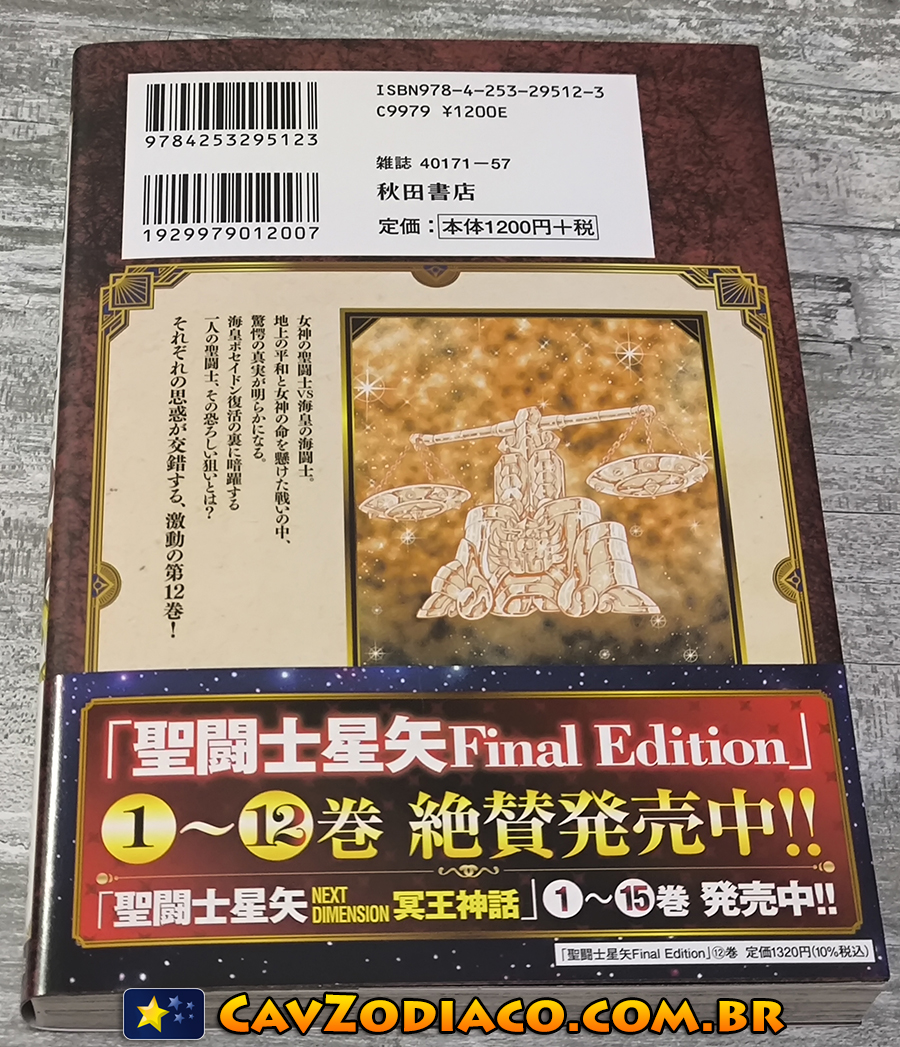 ISBN978-4-253-29512-3
C9979 ¥1200E
9784253295123
雑誌 40171-57
秋田書店
定価：本体1200円+税
1929979012007
女神の聖闘士VS海皇の海闘士。
地上の平和と女神の命を懸けた戦いの中、
驚愕の真実が明らかになる。
海皇ポセイドン復活の裏に暗躍する
一人の聖闘士、その恐ろしい狙いとは?
それぞれの思惑が交錯する、激動の第12巻!
「聖闘士星矢Final Edition」
1〜12巻 絶賛発売中!!
「聖闘士星矢 NEXT DIMENSION 冥王神話」1〜15巻 発売中!!
「聖闘士星矢Final Edition」⑫巻 定価1320円(10%税込)
CavZodiaco.com.br